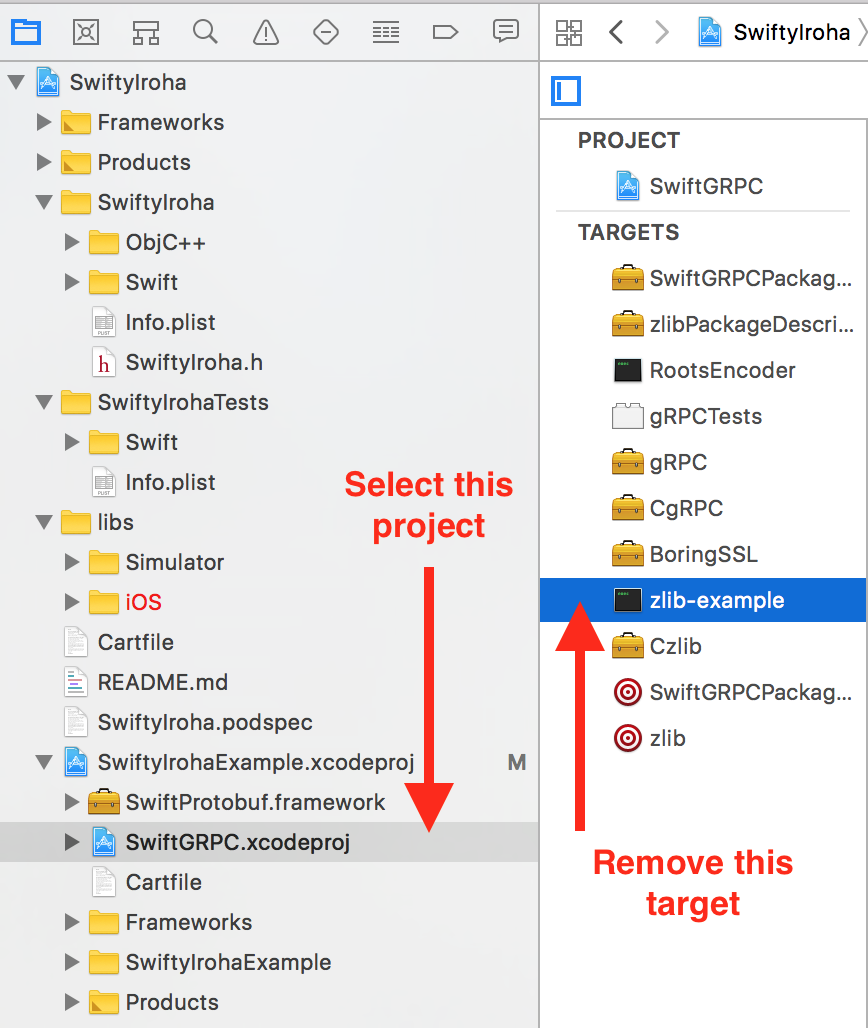 SwiftyIroha
SwiftyIroha
Frameworks
Products
SwiftyIroha
ObjC++
Swift
Info.plist
h SwiftyIroha.h
SwiftyIrohaTests
Swift
Info.plist
libs
Simulator
iOS
Cartfile
README.md
SwiftyIroha.podspec
SwiftyIrohaExample.xcodeproj M
SwiftProtobuf.framework
SwiftGRPC.xcodeproj
Cartfile
Frameworks
SwiftyIrohaExample
Products
Select this
project
PROJECT
SwiftGRPC
TARGETS
SwiftGRPCPackag...
zlibPackageDescri...
RootsEncoder
gRPCTests
gRPC
CgRPC
BoringSSL
zlib-example
Czlib
SwiftGRPCPackag...
zlib
Remove this
target